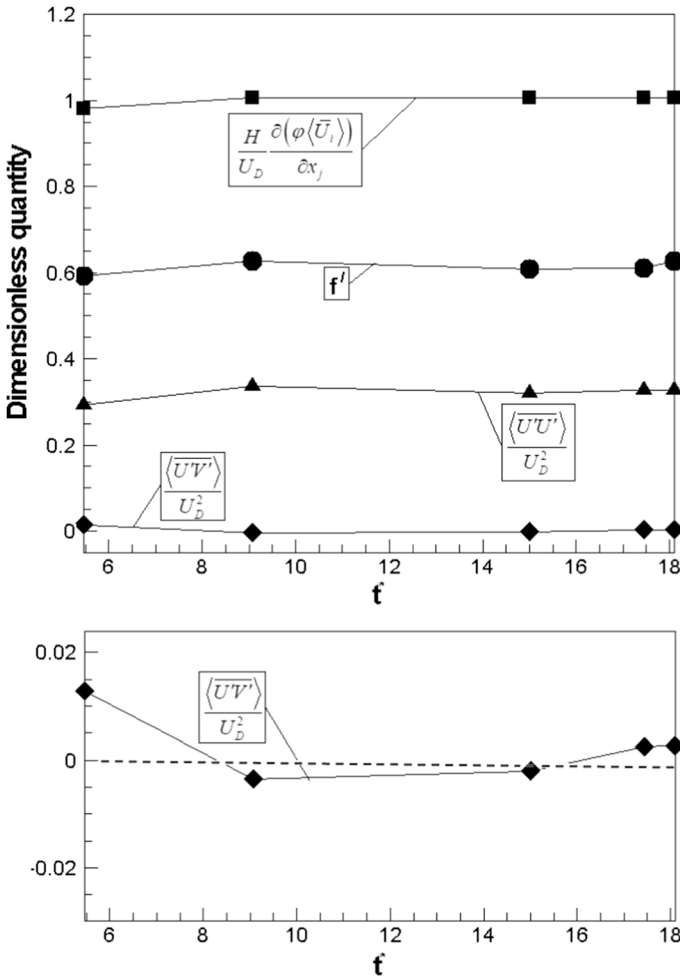 1.2
1
0.8
0.6
0.4
0.2
0
Dimensionless quantity
H/U_D ∂(φ⟨U̅_i⟩)/∂x_j
f'
⟨\overline{U'U'}⟩/U_D^2
⟨\overline{U'V'}⟩/U_D^2
6 8 10 12 14 16 18
t*
0.02
0
-0.02
⟨\overline{U'V'}⟩/U_D^2
6 8 10 12 14 16 18
t*